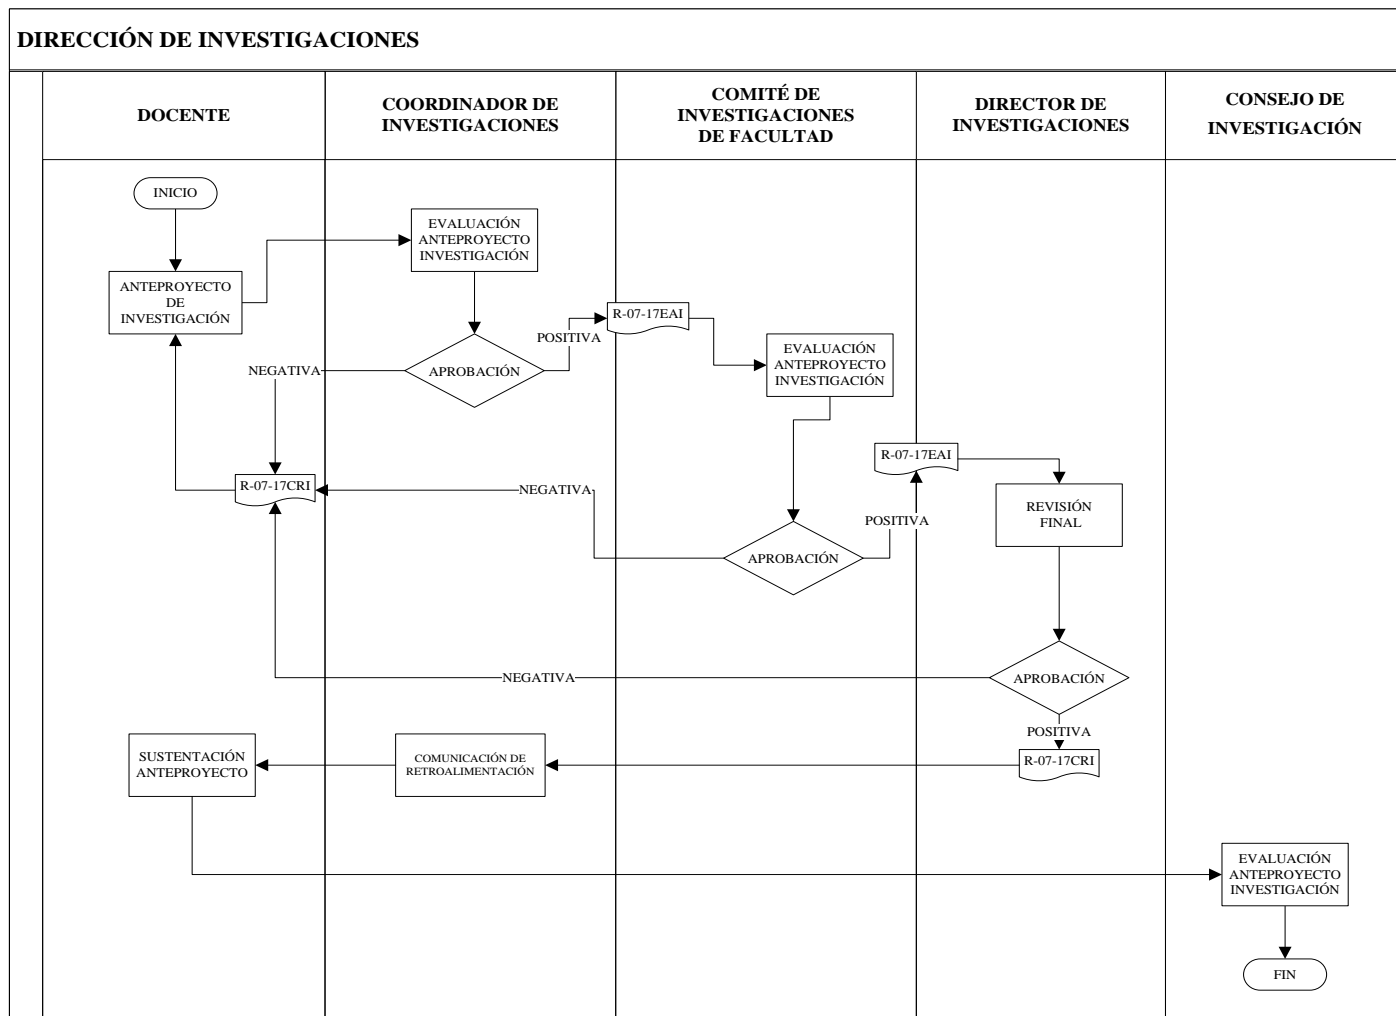 DIRECCIÓN DE INVESTIGACIONES
DOCENTE
COORDINADOR DE
INVESTIGACIONES
COMITÉ DE
INVESTIGACIONES
DE FACULTAD
DIRECTOR DE
INVESTIGACIONES
CONSEJO DE
INVESTIGACIÓN
INICIO
EVALUACIÓN
ANTEPROYECTO
INVESTIGACIÓN
ANTEPROYECTO
DE
INVESTIGACIÓN
R-07-17EAI
POSITIVA
EVALUACIÓN
ANTEPROYECTO
INVESTIGACIÓN
NEGATIVA
APROBACIÓN
R-07-17EAI
R-07-17CRI
NEGATIVA
REVISIÓN
FINAL
POSITIVA
APROBACIÓN
NEGATIVA
APROBACIÓN
POSITIVA
SUSTENTACIÓN
ANTEPROYECTO
COMUNICACIÓN DE
RETROALIMENTACIÓN
R-07-17CRI
EVALUACIÓN
ANTEPROYECTO
INVESTIGACIÓN
FIN